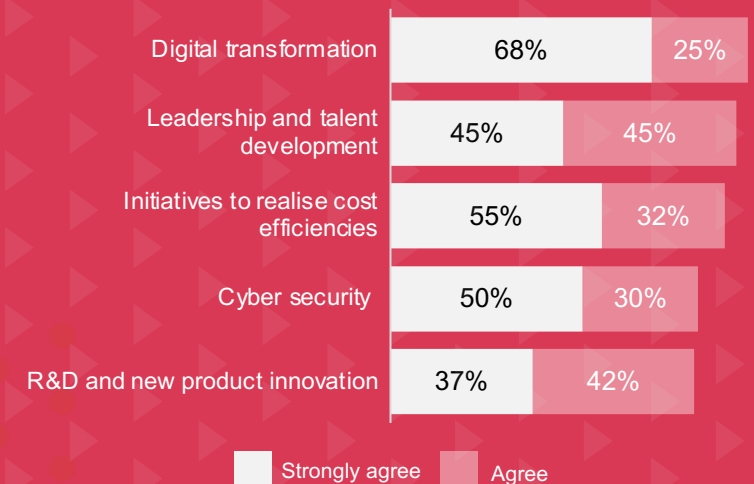 Digital transformation 68% 25%
Leadership and talent
development 45% 45%
Initiatives to realise cost
efficiencies 55% 32%
Cyber security 50% 30%
R&D and new product innovation 37% 42%
Strongly agree Agree